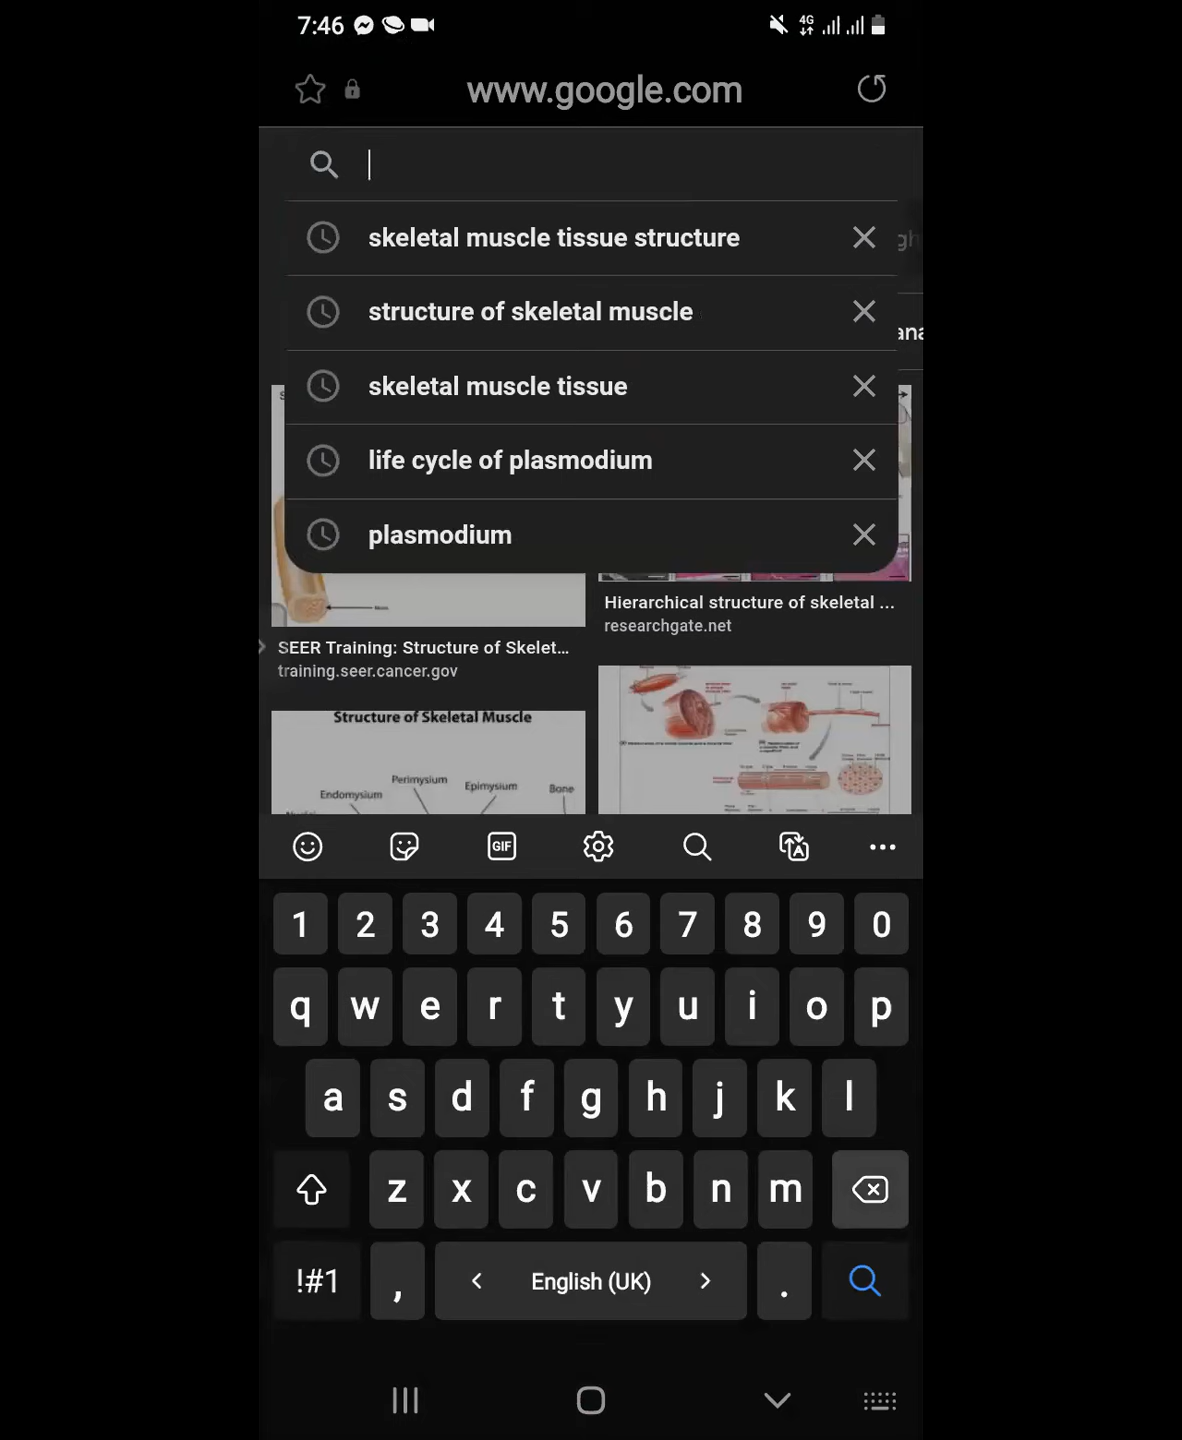 7:46
4G
www.google.com
skeletal muscle tissue structure
structure of skeletal muscle
skeletal muscle tissue
life cycle of plasmodium
plasmodium
Hierarchical structure of skeletal ...
researchgate.net
SEER Training: Structure of Skelet...
training.seer.cancer.gov
Structure of Skeletal Muscle
Perimysium
Epimysium
Bone
Endomysium
GIF
1 2 3 4 5 6 7 8 9 0
q w e r t y u i o p
a s d f g h j k l
z x c v b n m
!#1 , < English (UK) > .